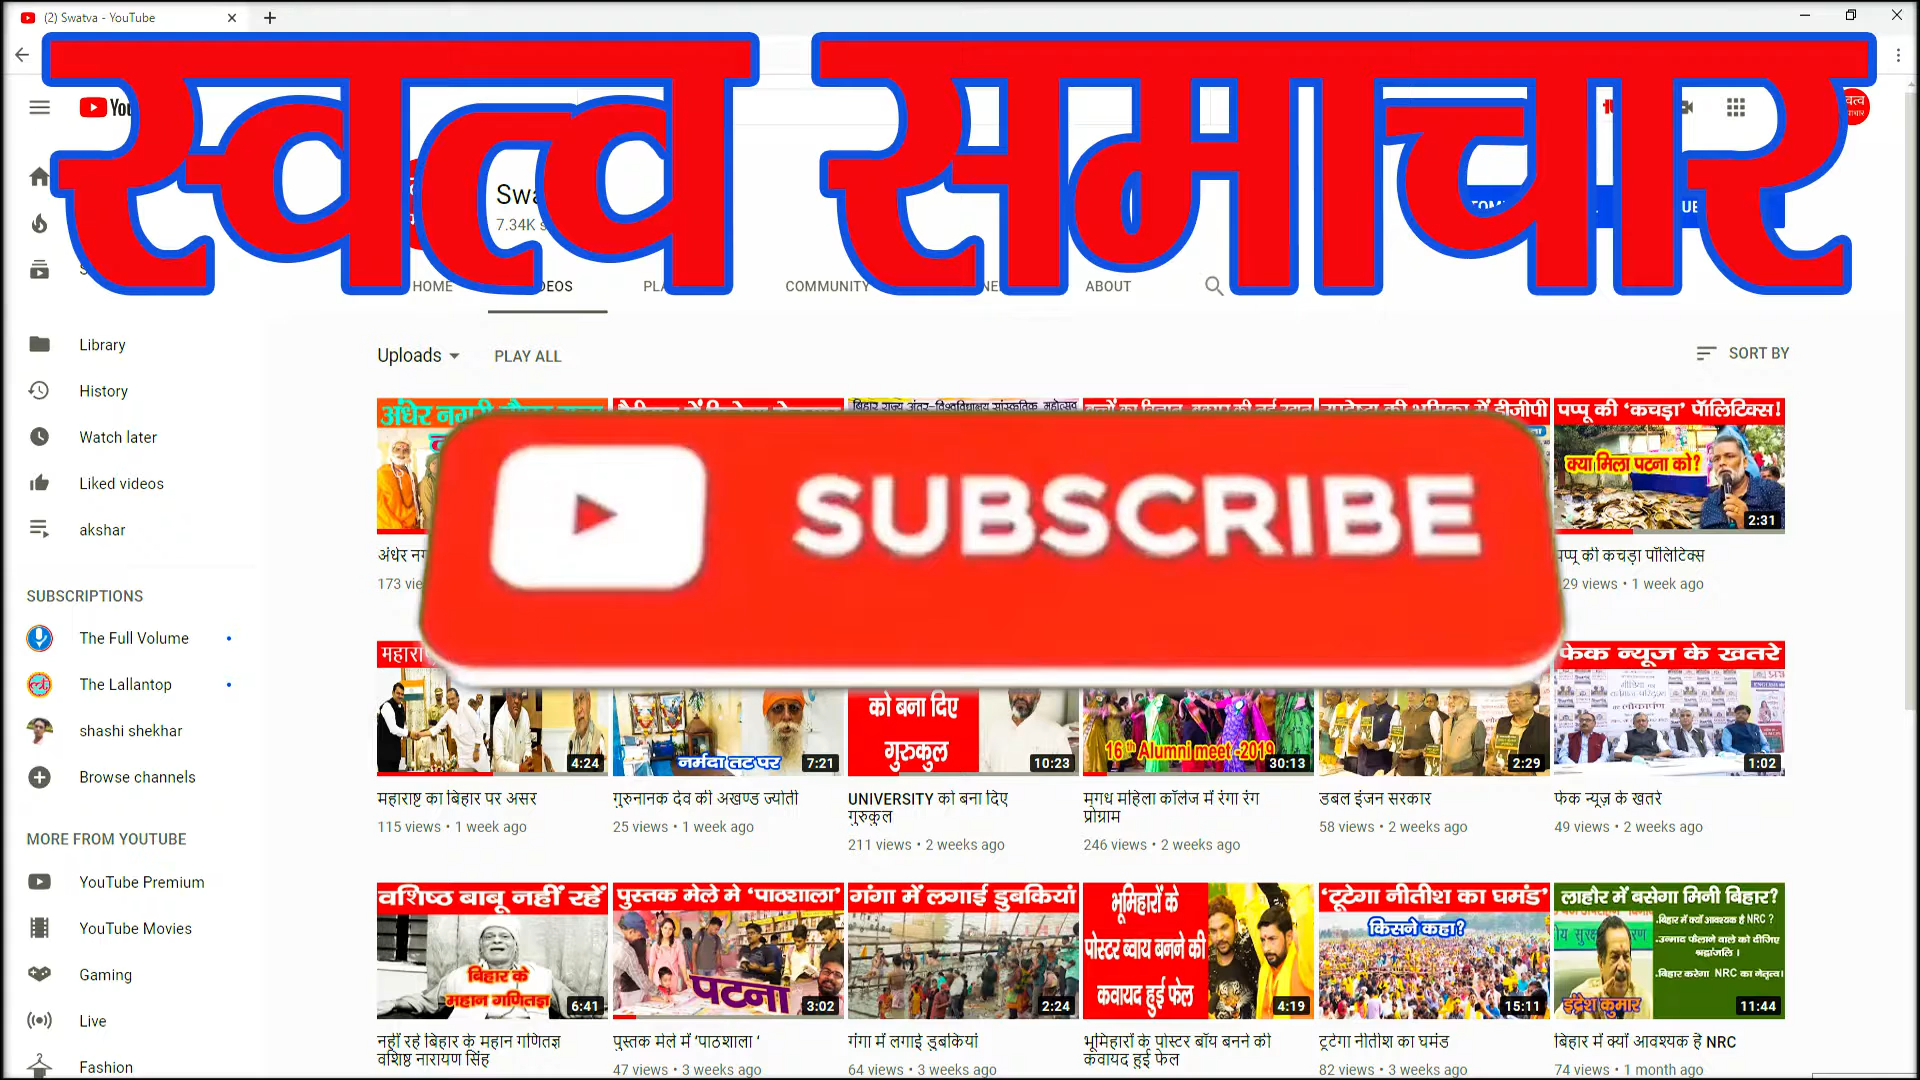 (2) Swatva - YouTube
स्वत्व समाचार
7.34K
HOME
COMMUNITY
ABOUT
Library
History
Watch later
Liked videos
akshar
SUBSCRIPTIONS
The Full Volume
The Lallantop
shashi shekhar
Browse channels
MORE FROM YOUTUBE
YouTube Premium
YouTube Movies
Gaming
Live
Fashion
Uploads
PLAY ALL
SORT BY
SUBSCRIBE
पप्पू की ‘कचड़ा’ पॉलिटिक्स!
क्या मिला पटना को?
2:31
पप्पू की कचड़ा पॉलिटिक्स
29 views • 1 week ago
4:24
महाराष्ट्र का बिहार पर असर
115 views • 1 week ago
नर्मदा तट पर
7:21
गुरुनानक देव की अखण्ड ज्योती
25 views • 1 week ago
को बना दिए
गुरुकुल
10:23
UNIVERSITY को बना दिए
गुरुकुल
211 views • 2 weeks ago
16th Alumni meet -2019
30:13
मगध महिला कॉलेज में रंगा रंग
प्रोग्राम
246 views • 2 weeks ago
2:29
डबल इंजन सरकार
58 views • 2 weeks ago
फेक न्यूज के खतरे
1:02
फेक न्यूज़ के खतरे
49 views • 2 weeks ago
वशिष्ठ बाबू नहीं रहें
बिहार के
महान गणितज्ञ
6:41
नहीं रहे बिहार के महान गणितज्ञ
वशिष्ठ नारायण सिंह
पुस्तक मेले मे ‘पाठशाला’
पटना
3:02
पुस्तक मेले में ‘पाठशाला ‘
47 views • 3 weeks ago
गंगा में लगाई डुबकियां
2:24
गंगा में लगाई डुबकियां
64 views • 3 weeks ago
भूमिहारों के
पोस्टर ब्वाय बनने की
कवायद हुई फेल
4:19
भूमिहारों के पोस्टर बॉय बनने की
कवायद हुई फेल
‘टूटेगा नीतीश का घमंड’
किसने कहा?
15:11
टूटेगा नीतीश का घमंड
82 views • 3 weeks ago
लाहौर में बसेगा मिनी बिहार?
.बिहार में क्यों आवश्यक है NRC ?
.उन्माद फैलाने वाले को दीजिए
श्रद्धांजलि ।
.बिहार करेगा NRC का नेतृत्व।
इंद्रेश कुमार
11:44
बिहार में क्यों आवश्यक है NRC
74 views • 1 month ago